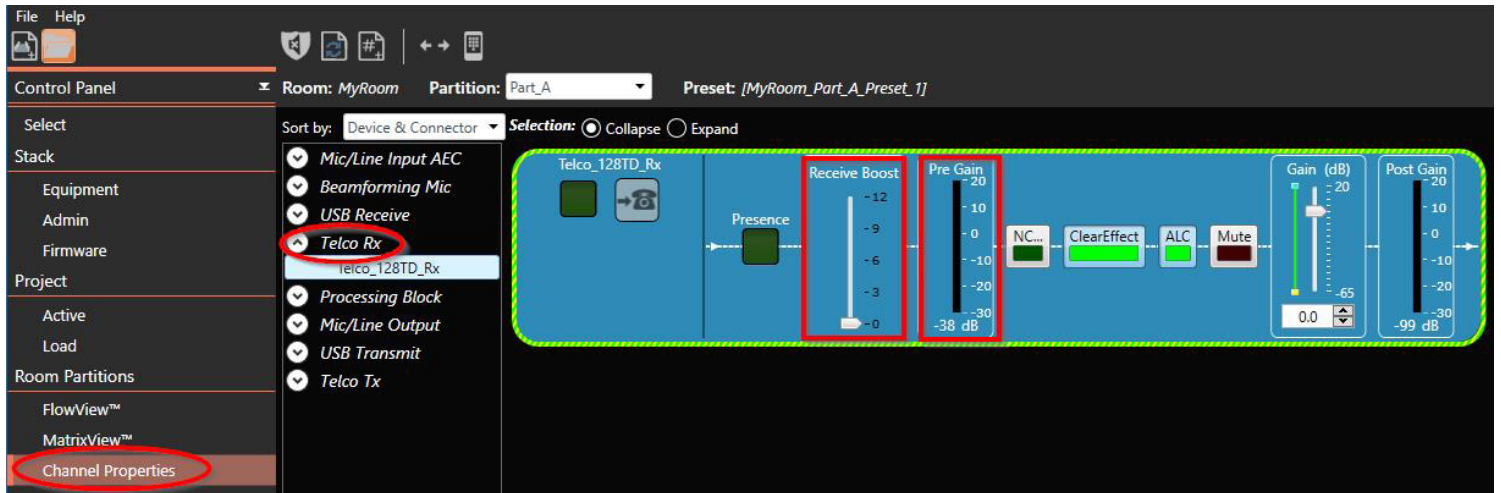 File Help
Control Panel
Room: MyRoom Partition: Part_A Preset: [MyRoom_Part_A_Preset_1]
Select
Stack
Equipment
Admin
Firmware
Project
Active
Load
Room Partitions
FlowView™
MatrixView™
Channel Properties
Sort by: Device & Connector
Selection: Collapse Expand
Mic/Line Input AEC
Beamforming Mic
USB Receive
Telco Rx
Telco_128TD_Rx
Processing Block
Mic/Line Output
USB Transmit
Telco Tx
Telco_128TD_Rx
Presence
Receive Boost
-12
-9
-6
-3
-0
Pre Gain
20
10
0
-10
-20
-30
-38 dB
NC...
ClearEffect
ALC
Mute
Gain (dB)
20
-65
0.0
Post Gain
20
10
0
-10
-20
-30
-99 dB